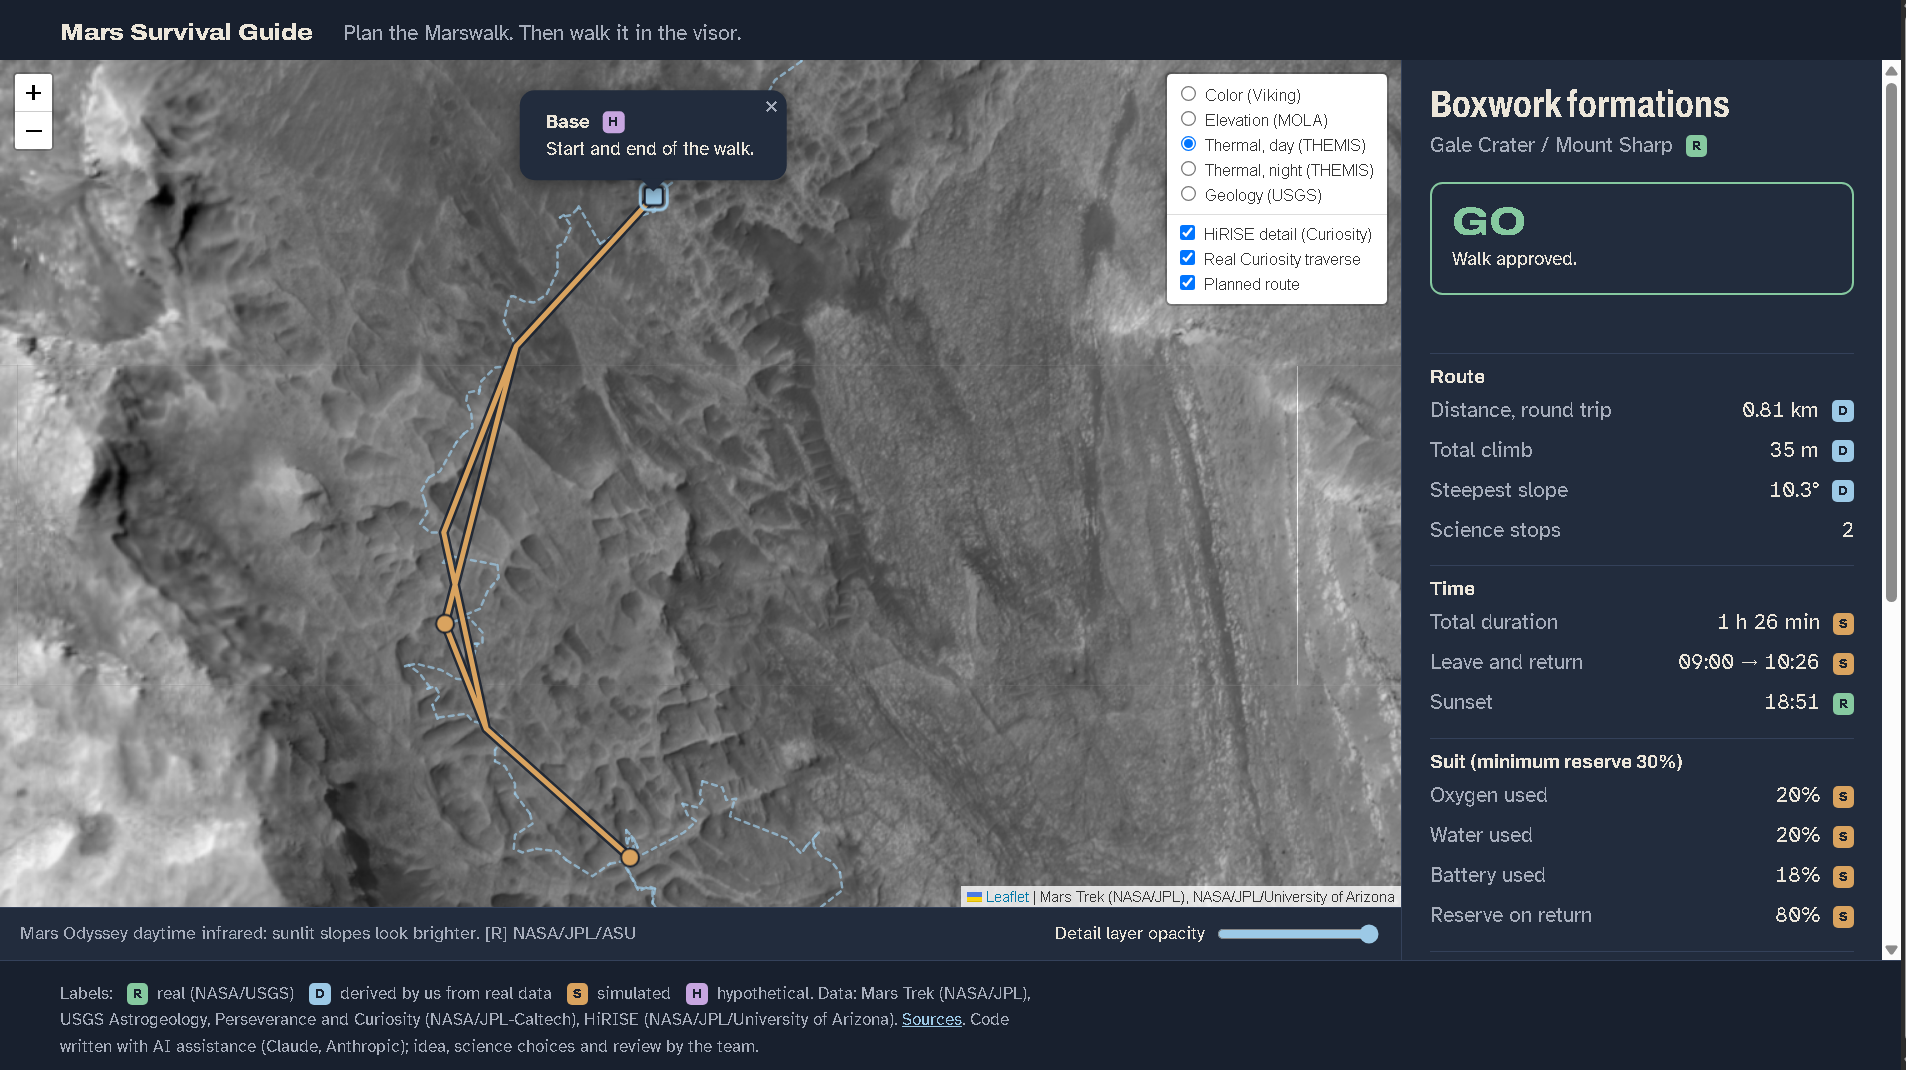 Mars Survival Guide
Plan the Marswalk. Then walk it in the visor.
+
−
Base H
×
Start and end of the walk.
Color (Viking)
Elevation (MOLA)
Thermal, day (THEMIS)
Thermal, night (THEMIS)
Geology (USGS)
HiRISE detail (Curiosity)
Real Curiosity traverse
Planned route
Leaflet | Mars Trek (NASA/JPL), NASA/JPL/University of Arizona
Mars Odyssey daytime infrared: sunlit slopes look brighter. [R] NASA/JPL/ASU
Detail layer opacity
Boxwork formations
Gale Crater / Mount Sharp R
GO
Walk approved.
Route
Distance, round trip 0.81 km D
Total climb 35 m D
Steepest slope 10.3° D
Science stops 2
Time
Total duration 1 h 26 min S
Leave and return 09:00 → 10:26 S
Sunset 18:51 R
Suit (minimum reserve 30%)
Oxygen used 20% S
Water used 20% S
Battery used 18% S
Reserve on return 80% S
Labels: R real (NASA/USGS) D derived by us from real data S simulated H hypothetical. Data: Mars Trek (NASA/JPL),
USGS Astrogeology, Perseverance and Curiosity (NASA/JPL-Caltech), HiRISE (NASA/JPL/University of Arizona). Sources. Code
written with AI assistance (Claude, Anthropic); idea, science choices and review by the team.